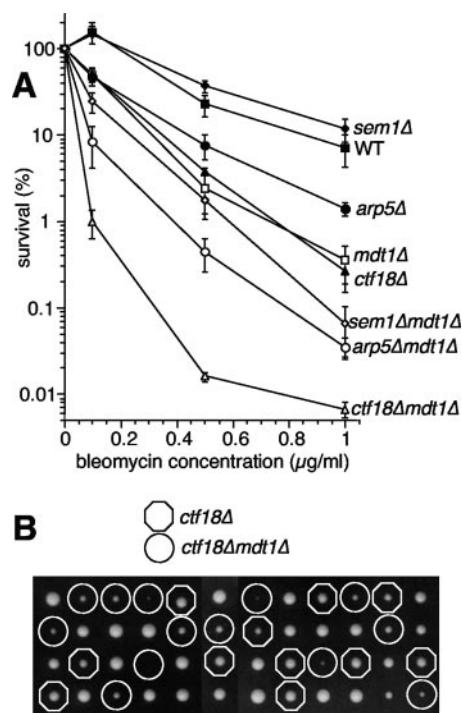 A
survival (%)
100
10
1
0.1
0.01
sem1Δ
WT
arp5Δ
mdt1Δ
ctf18Δ
sem1Δmdt1Δ
arp5Δmdt1Δ
ctf18Δmdt1Δ
0 0.2 0.4 0.6 0.8 1
bleomycin concentration (µg/ml)
B
ctf18Δ
ctf18Δmdt1Δ